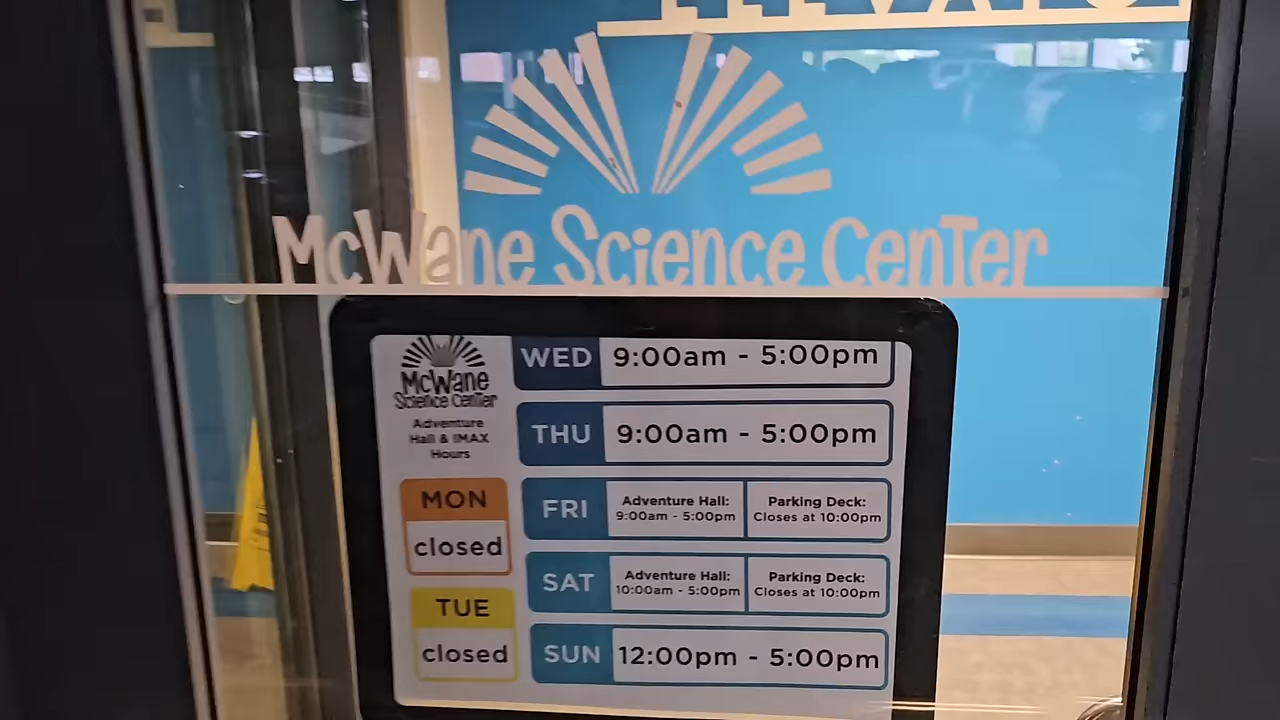 McWane Science Center
McWane
Science Center
Adventure
Hall & IMAX
Hours
MON
closed
TUE
closed
WED 9:00am - 5:00pm
THU 9:00am - 5:00pm
FRI
Adventure Hall:
9:00am - 5:00pm
Parking Deck:
Closes at 10:00pm
SAT
Adventure Hall:
10:00am - 5:00pm
Parking Deck:
Closes at 10:00pm
SUN 12:00pm - 5:00pm